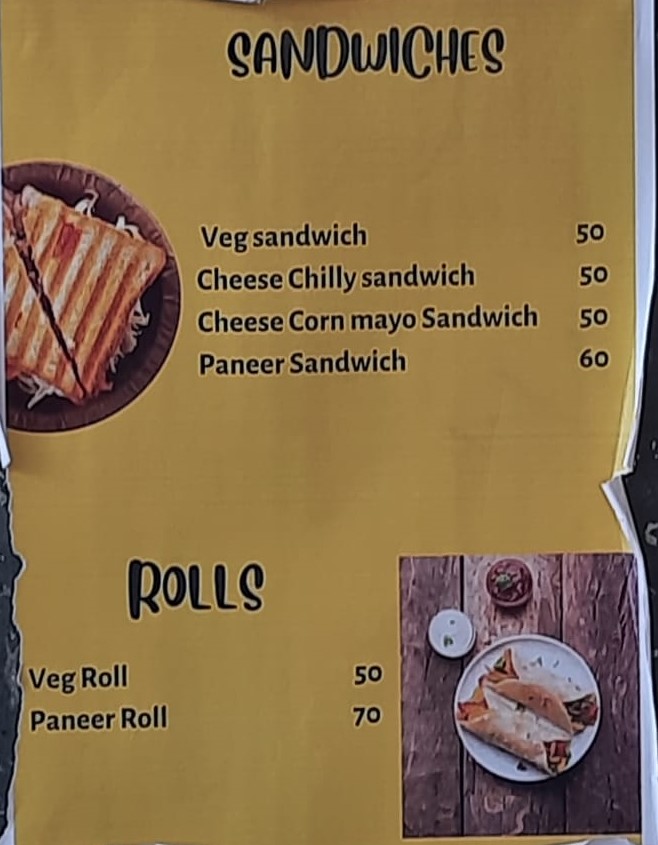 SANDWICHES
Veg sandwich 50
Cheese Chilly sandwich 50
Cheese Corn mayo Sandwich 50
Paneer Sandwich 60
ROLLS
Veg Roll 50
Paneer Roll 70